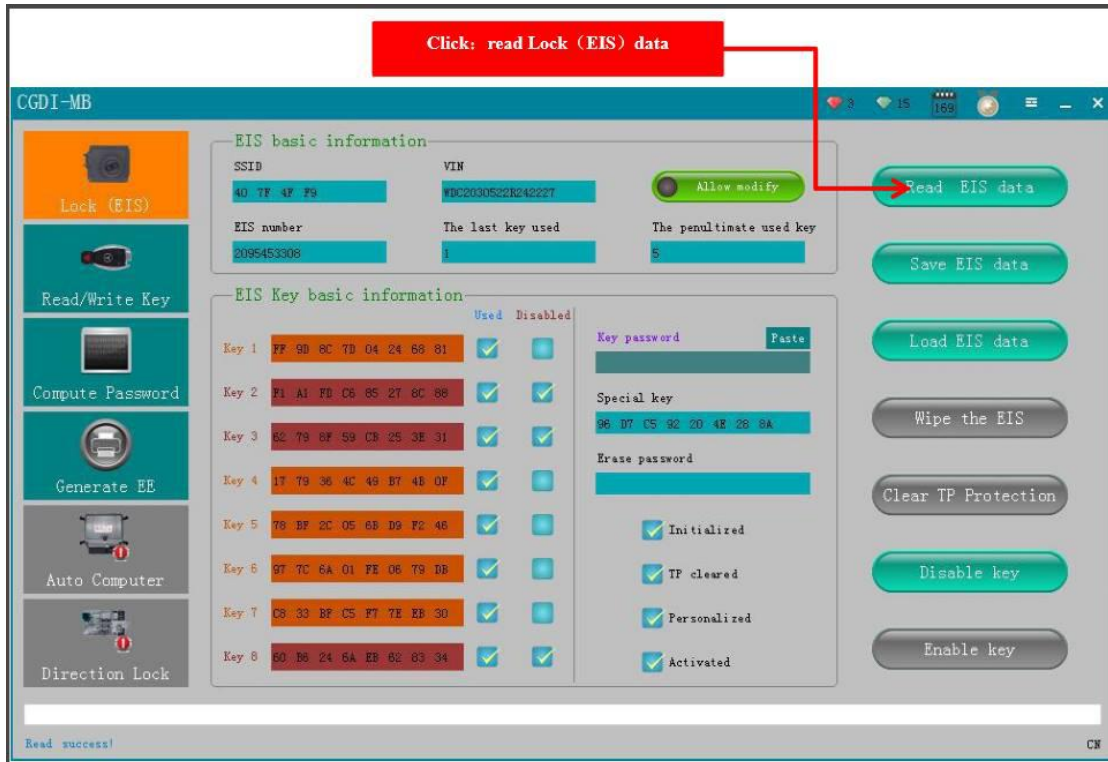 Click: read Lock（EIS）data
CGDI-MB
3
15
169
Lock (EIS)
Read/Write Key
Compute Password
Generate EE
Auto Computer
Direction Lock
EIS basic information
SSID
VIN
40 7F 4F F9
WDC2030522R242227
Allow modify
EIS number
The last key used
The penultimate used key
2095453308
1
5
EIS Key basic information
Used Disabled
Key 1 FF 9D 8C 7D 04 24 68 81
Key 2 F1 A1 FD C6 85 27 8C 88
Key 3 62 79 8F 59 CB 25 3E 31
Key 4 17 79 36 4C 49 B7 4B 0F
Key 5 78 BF 2C 05 6B D9 F2 46
Key 6 97 7C 6A 01 FE 06 79 DB
Key 7 C8 33 BF C5 F7 7E EB 30
Key 8 60 B6 24 6A EB 62 83 34
Key password
Paste
Special key
96 D7 C5 92 20 4E 28 8A
Erase password
Initialized
TP cleared
Personalized
Activated
Read EIS data
Save EIS data
Load EIS data
Wipe the EIS
Clear TP Protection
Disable key
Enable key
Read success!
CN